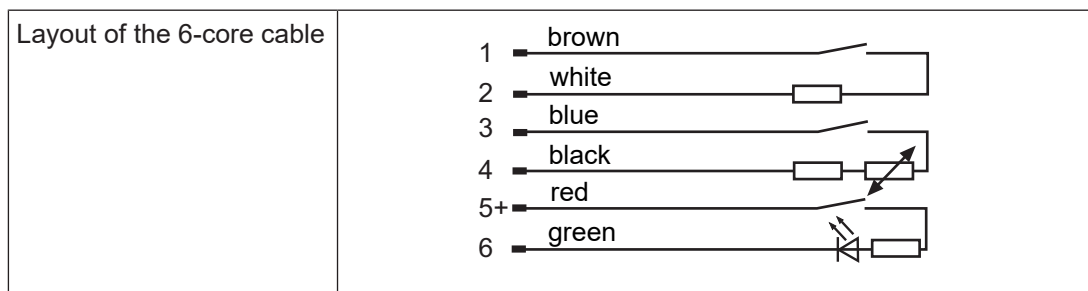 Layout of the 6-core cable
1 brown
2 white
3 blue
4 black
5+ red
6 green